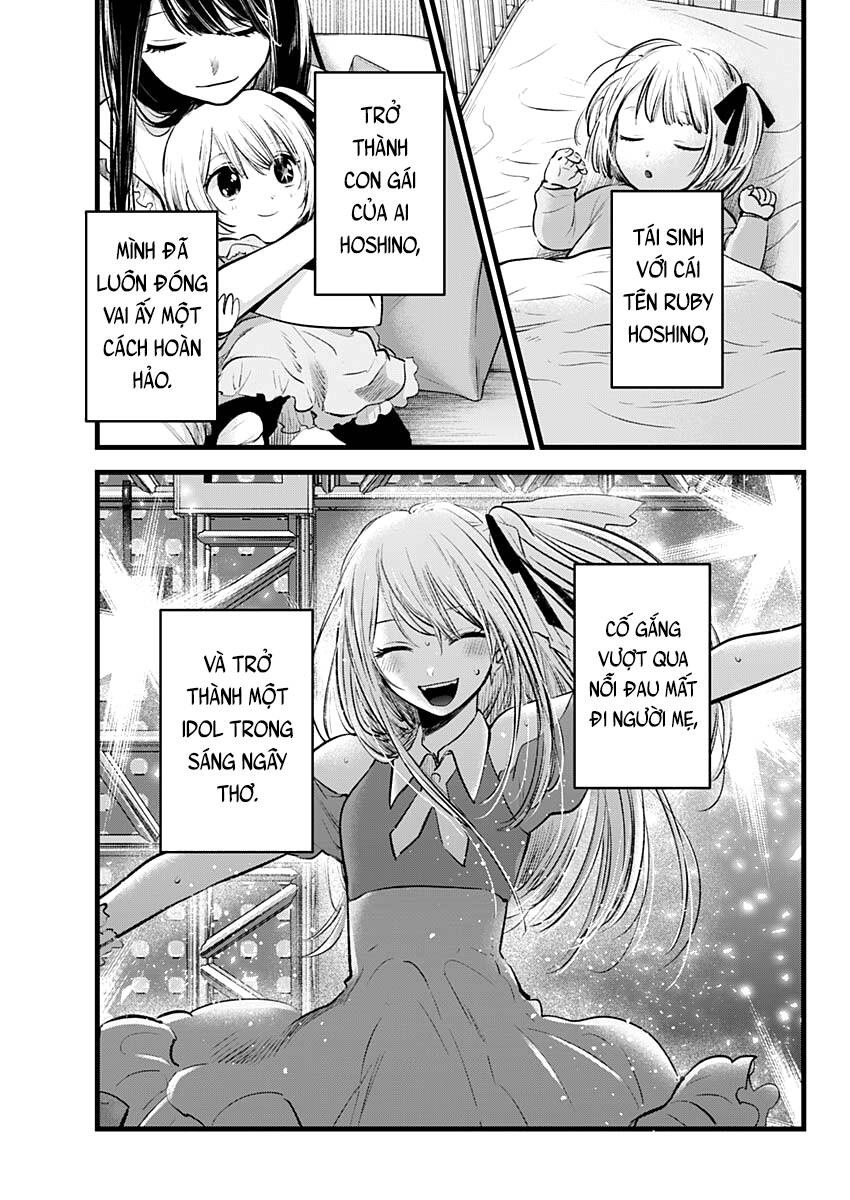 TÁI SINH
VỚI CÁI
TÊN RUBY
HOSHINO,
TRỞ
THÀNH
CON GÁI
CỦA AI
HOSHINO,
MÌNH ĐÃ
LUÔN ĐÓNG
VAI ẤY MỘT
CÁCH HOÀN
HẢO.
CỐ GẮNG
VƯỢT QUA
NỖI ĐAU MẤT
ĐI NGƯỜI MẸ,
VÀ TRỞ
THÀNH MỘT
IDOL TRONG
SÁNG NGÂY
THƠ.